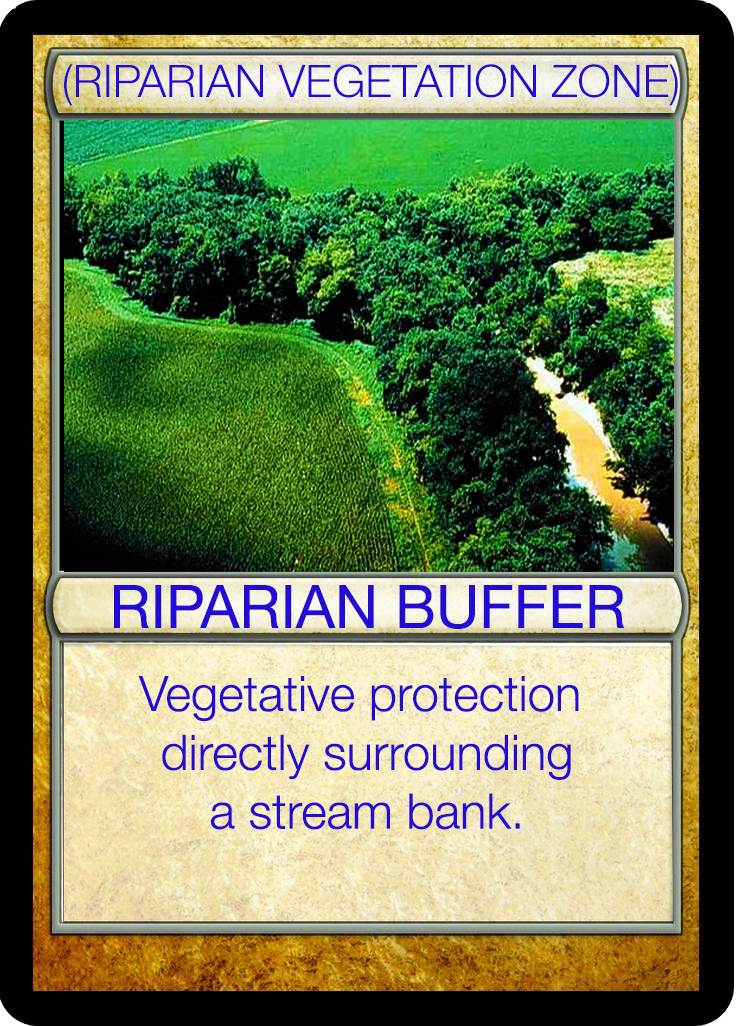 (RIPARIAN VEGETATION ZONE)
RIPARIAN BUFFER
Vegetative protection
directly surrounding
a stream bank.